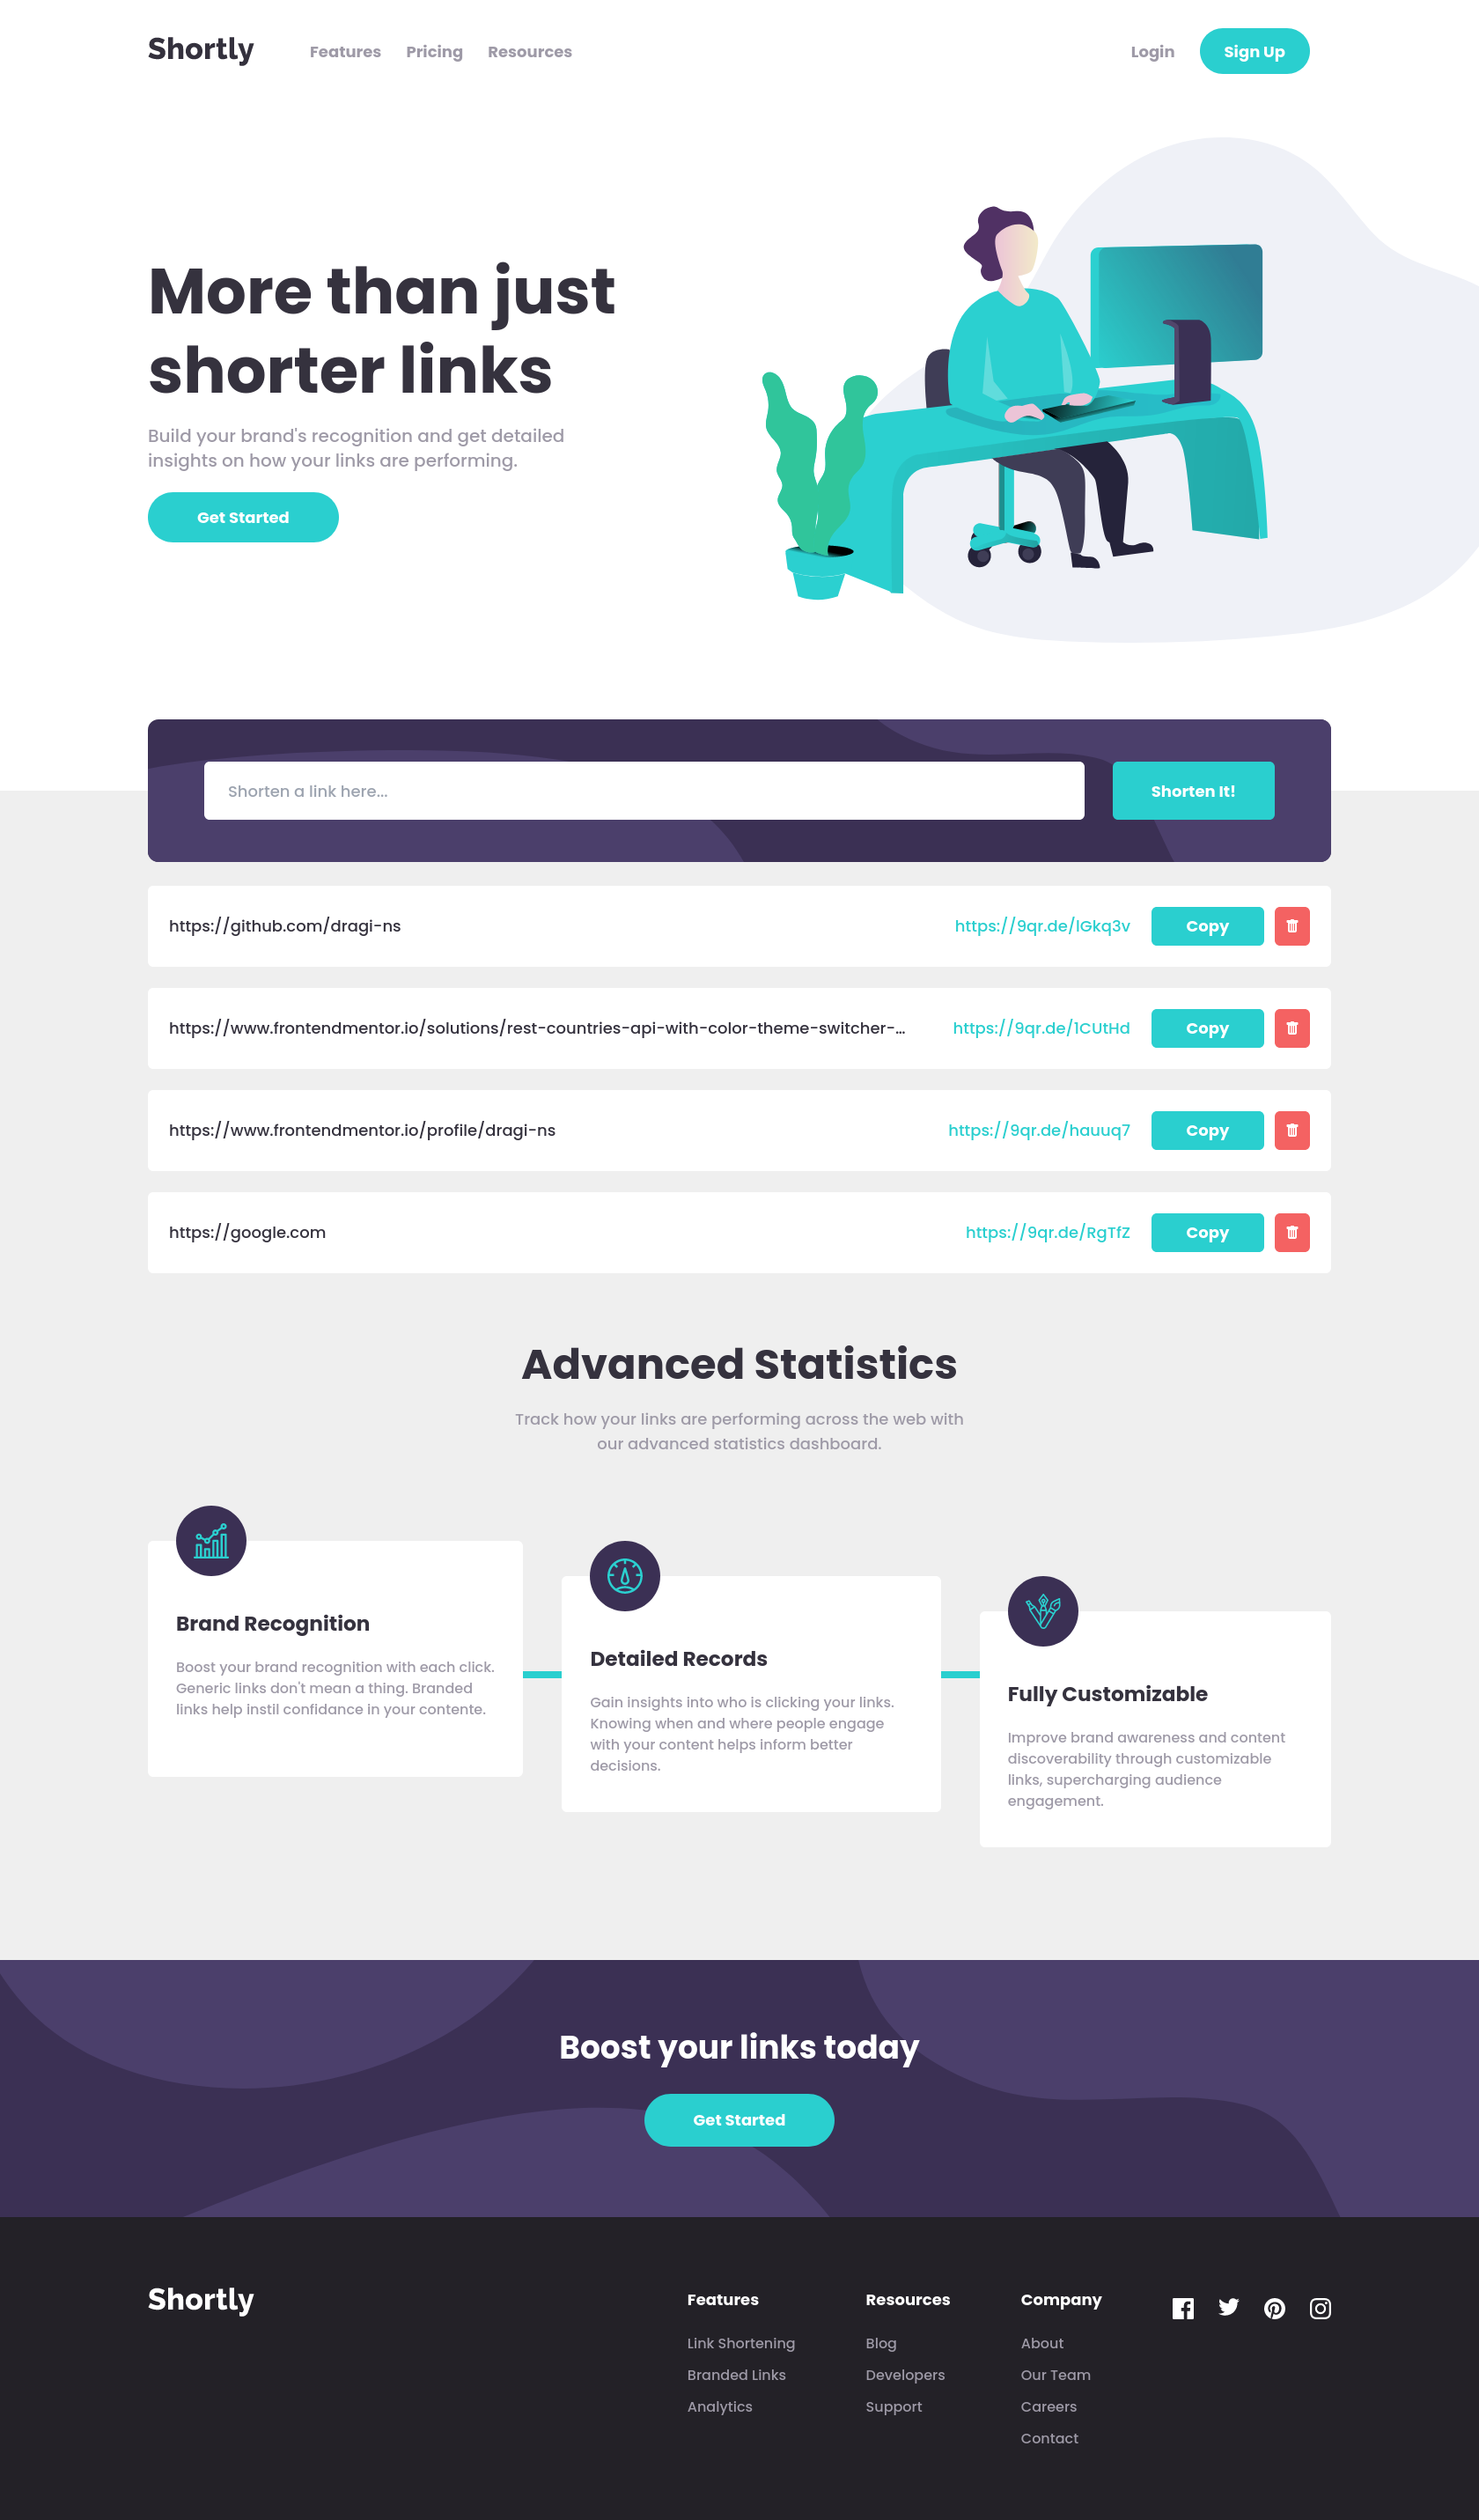 Shortly
Features
Pricing
Resources
Login
Sign Up
More than just
shorter links
Build your brand's recognition and get detailed
insights on how your links are performing.
Get Started
Shorten a link here...
Shorten It!
https://github.com/dragi-ns
https://9qr.de/lGkq3v
Copy
https://www.frontendmentor.io/solutions/rest-countries-api-with-color-theme-switcher-...
https://9qr.de/1CUtHd
Copy
https://www.frontendmentor.io/profile/dragi-ns
https://9qr.de/hauuq7
Copy
https://google.com
https://9qr.de/RgTfZ
Copy
Advanced Statistics
Track how your links are performing across the web with
our advanced statistics dashboard.
Brand Recognition
Boost your brand recognition with each click.
Generic links don't mean a thing. Branded
links help instil confidance in your contente.
Detailed Records
Gain insights into who is clicking your links.
Knowing when and where people engage
with your content helps inform better
decisions.
Fully Customizable
Improve brand awareness and content
discoverability through customizable
links, supercharging audience
engagement.
Boost your links today
Get Started
Shortly
Features
Link Shortening
Branded Links
Analytics
Resources
Blog
Developers
Support
Company
About
Our Team
Careers
Contact